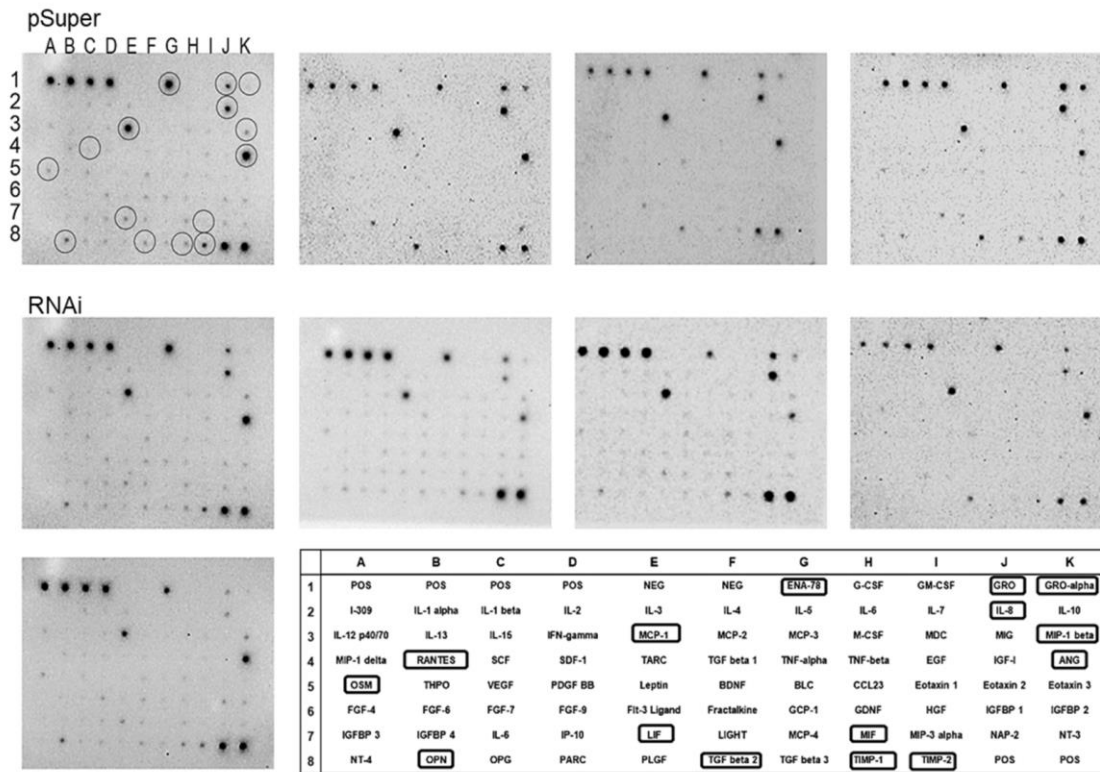 pSuper
A B C D E F G H I J K
1
2
3
4
5
6
7
8
RNAi
A B C D E F G H I J K
1 POS POS POS POS NEG NEG ENA-78 G-CSF GM-CSF GRO GRO-alpha
2 I-309 IL-1 alpha IL-1 beta IL-2 IL-3 IL-4 IL-5 IL-6 IL-7 IL-8 IL-10
3 IL-12 p40/70 IL-13 IL-15 IFN-gamma MCP-1 MCP-2 MCP-3 M-CSF MDC MIG MIP-1 beta
4 MIP-1 delta RANTES SCF SDF-1 TARC TGF beta 1 TNF-alpha TNF-beta EGF IGF-I ANG
5 OSM THPO VEGF PDGF BB Leptin BDNF BLC CCL23 Eotaxin 1 Eotaxin 2 Eotaxin 3
6 FGF-4 FGF-6 FGF-7 FGF-9 Flt-3 Ligand Fractalkine GCP-1 GDNF HGF IGFBP 1 IGFBP 2
7 IGFBP 3 IGFBP 4 IL-6 IP-10 LIF LIGHT MCP-4 MIF MIP-3 alpha NAP-2 NT-3
8 NT-4 OPN OPG PARC PLGF TGF beta 2 TGF beta 3 TIMP-1 TIMP-2 POS POS